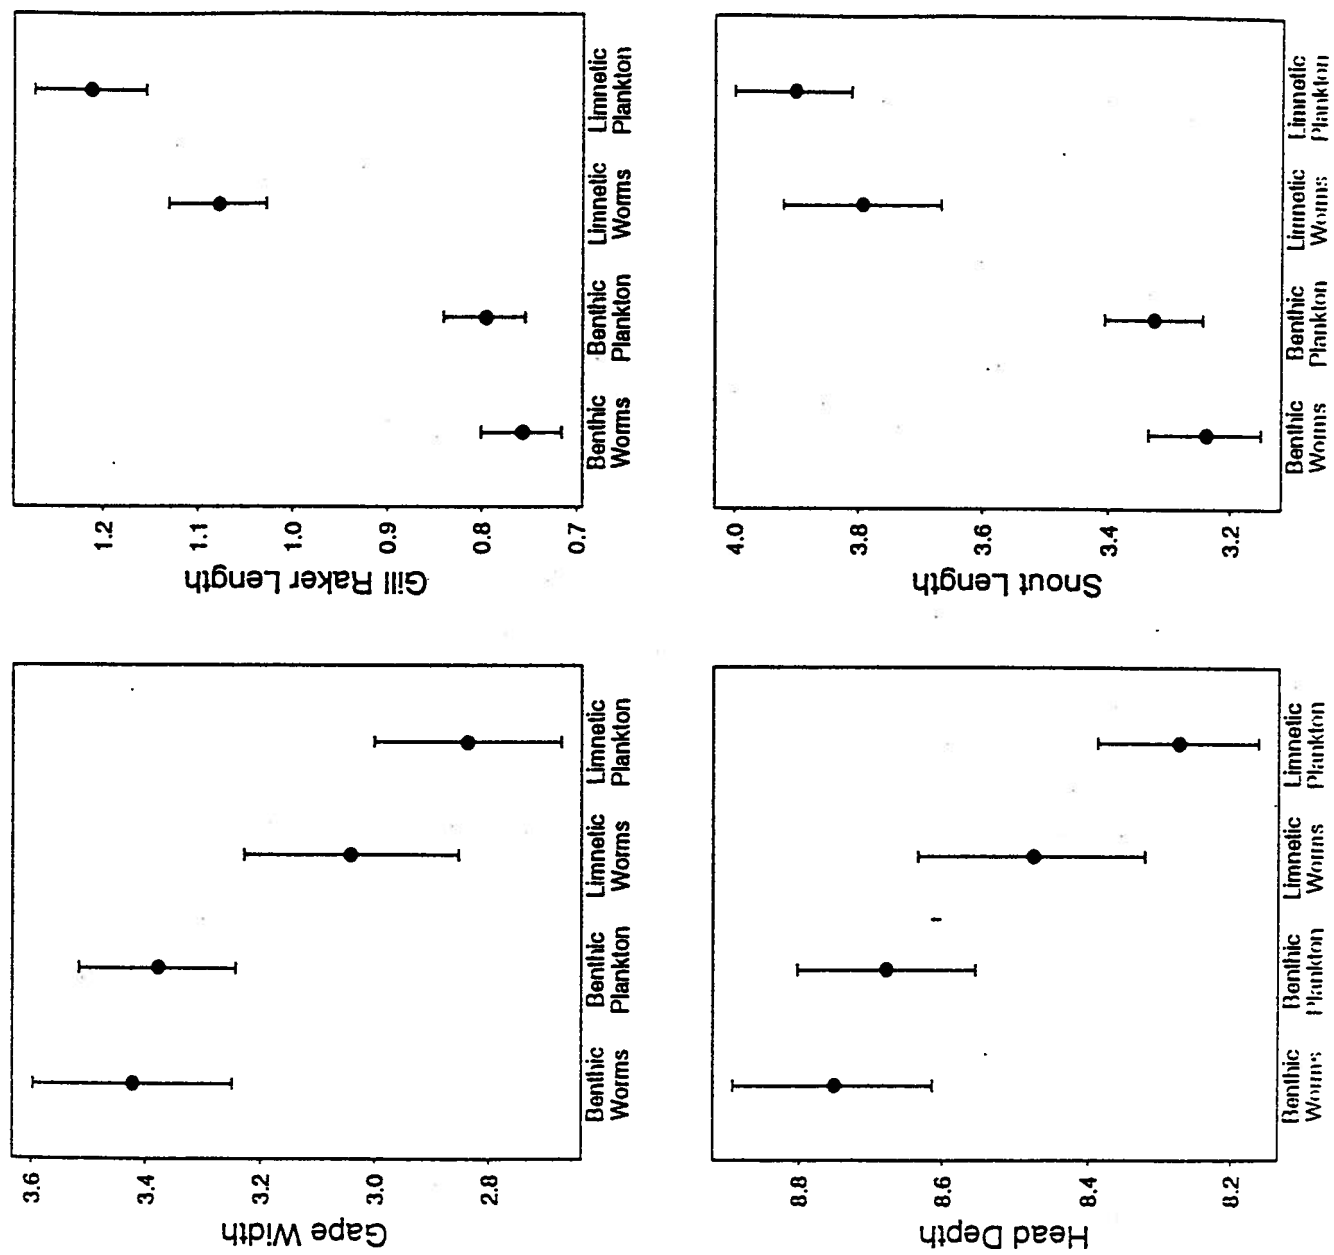 Gape Width
3.6
3.4
3.2
3.0
2.8
Benthic
Worms
Benthic
Plankton
Limnetic
Worms
Limnetic
Plankton
Gill Raker Length
1.2
1.1
1.0
0.8
0.7
Benthic
Worms
Benthic
Plankton
Limnetic
Worms
Limnetic
Plankton
Head Depth
8.8
8.6
8.4
8.2
Benthic
Worms
Benthic
Plankton
Limnetic
Worms
Limnetic
Plankton
Snout Length
4.0
3.8
3.6
3.4
3.2
Benthic
Worms
Benthic
Plankton
Limnetic
Worms
Limnetic
Plankton